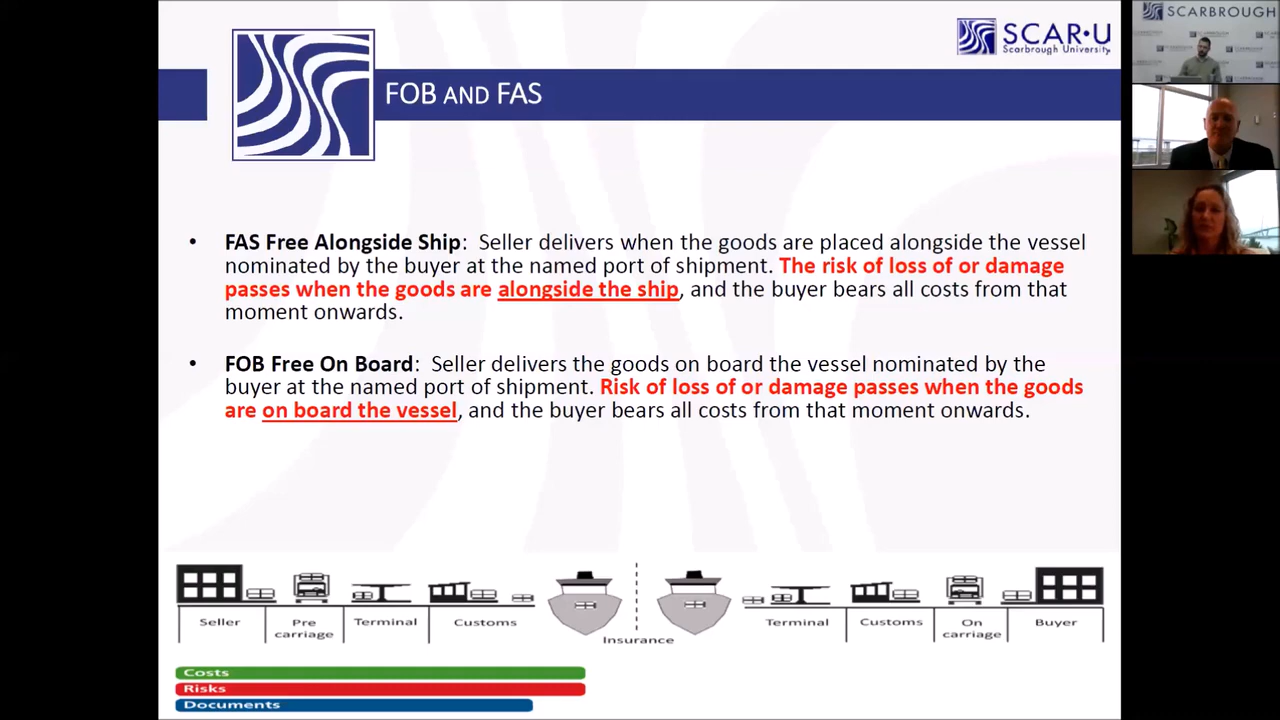 SCAR·U
Scarbrough University
SCARBROUGH
FOB AND FAS
• FAS Free Alongside Ship: Seller delivers when the goods are placed alongside the vessel
nominated by the buyer at the named port of shipment. The risk of loss of or damage
passes when the goods are alongside the ship, and the buyer bears all costs from that
moment onwards.
• FOB Free On Board: Seller delivers the goods on board the vessel nominated by the
buyer at the named port of shipment. Risk of loss of or damage passes when the goods
are on board the vessel, and the buyer bears all costs from that moment onwards.
Seller
Pre
carriage
Terminal
Customs
Insurance
Terminal
Customs
On
carriage
Buyer
Costs
Risks
Documents